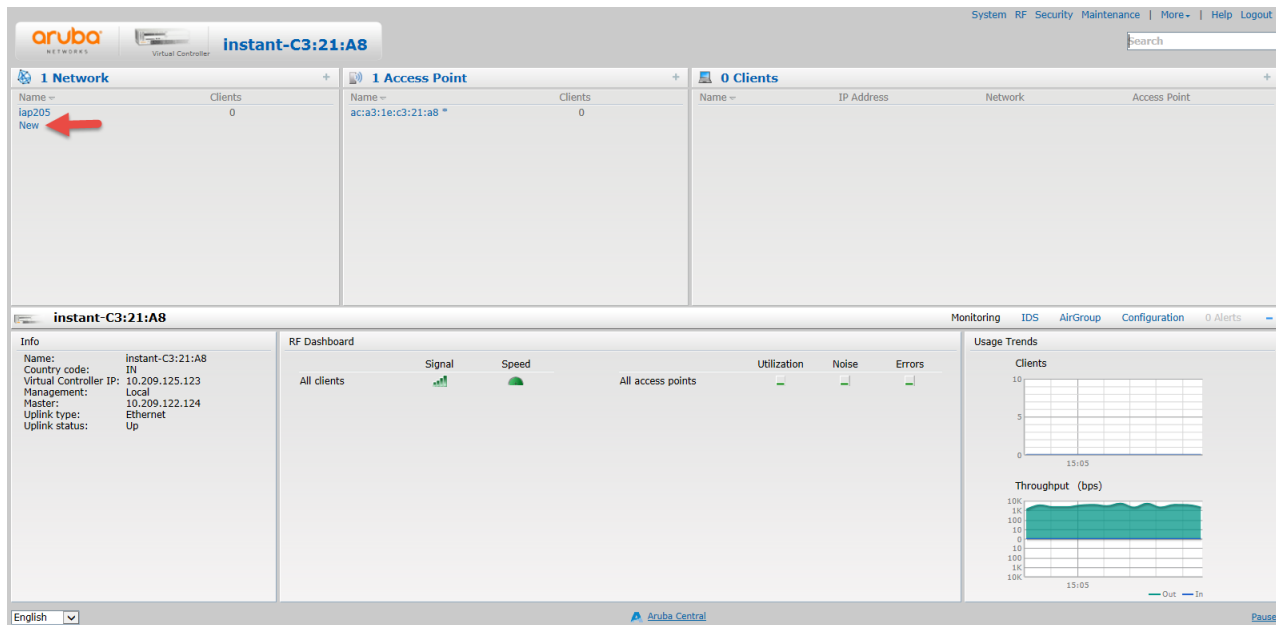 System RF Security Maintenance | More | Help Logout
aruba
NETWORKS
Virtual Controller
instant-C3:21:A8
Search
1 Network +
1 Access Point +
0 Clients +
Name Clients
Name Clients
Name IP Address Network Access Point
iap205 0
ac:a3:1e:c3:21:a8 * 0
New
instant-C3:21:A8
Monitoring IDS AirGroup Configuration 0 Alerts -
Info
RF Dashboard
Usage Trends
Name: instant-C3:21:A8
Country code: IN
Virtual Controller IP: 10.209.125.123
Management: Local
Master: 10.209.122.124
Uplink type: Ethernet
Uplink status: Up
Signal Speed
Utilization Noise Errors
All clients
All access points
Clients
10
5
0
15:05
Throughput (bps)
10K
1K
100
10
0
10
100
1K
10K
15:05
Out In
English
Aruba Central
Pause